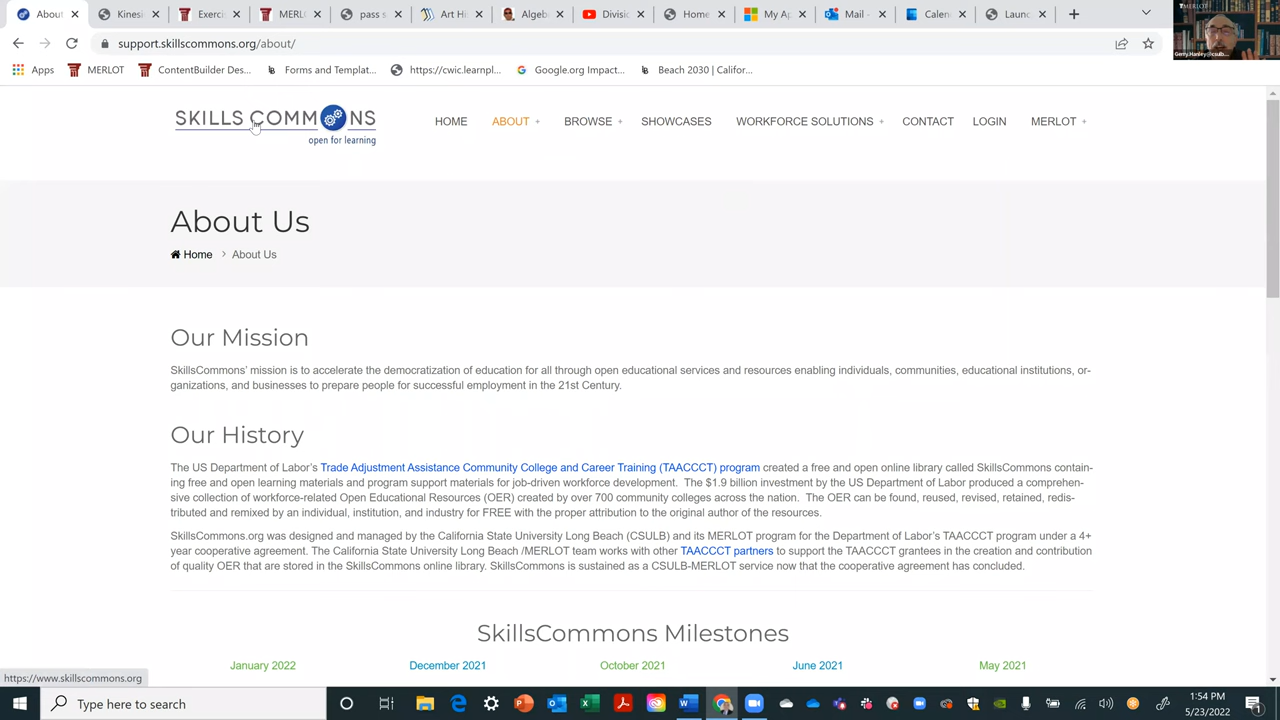 About
Kinesi
Exerci
MERL
pass s
Art Hi
Algeb
Divisic
Home
My Ap
Mail -
Calen
Launc
support.skillscommons.org/about/
Apps
MERLOT
ContentBuilder Des...
Forms and Templat...
https://cwic.learnpl...
Google.org Impact...
Beach 2030 | Califor...
MERLOT
Gerry.Hanley@csulb....
SKILLS COMMONS
open for learning
HOME
ABOUT +
BROWSE +
SHOWCASES
WORKFORCE SOLUTIONS +
CONTACT
LOGIN
MERLOT +
About Us
Home > About Us
Our Mission
SkillsCommons' mission is to accelerate the democratization of education for all through open educational services and resources enabling individuals, communities, educational institutions, or-
ganizations, and businesses to prepare people for successful employment in the 21st Century.
Our History
The US Department of Labor's Trade Adjustment Assistance Community College and Career Training (TAACCCT) program created a free and open online library called SkillsCommons contain-
ing free and open learning materials and program support materials for job-driven workforce development. The $1.9 billion investment by the US Department of Labor produced a comprehen-
sive collection of workforce-related Open Educational Resources (OER) created by over 700 community colleges across the nation. The OER can be found, reused, revised, retained, redis-
tributed and remixed by an individual, institution, and industry for FREE with the proper attribution to the original author of the resources.
SkillsCommons.org was designed and managed by the California State University Long Beach (CSULB) and its MERLOT program for the Department of Labor's TAACCCT program under a 4+
year cooperative agreement. The California State University Long Beach /MERLOT team works with other TAACCCT partners to support the TAACCCT grantees in the creation and contribution
of quality OER that are stored in the SkillsCommons online library. SkillsCommons is sustained as a CSULB-MERLOT service now that the cooperative agreement has concluded.
SkillsCommons Milestones
January 2022
December 2021
October 2021
June 2021
May 2021
https://www.skillscommons.org
Type here to search
1:54 PM
5/23/2022
1